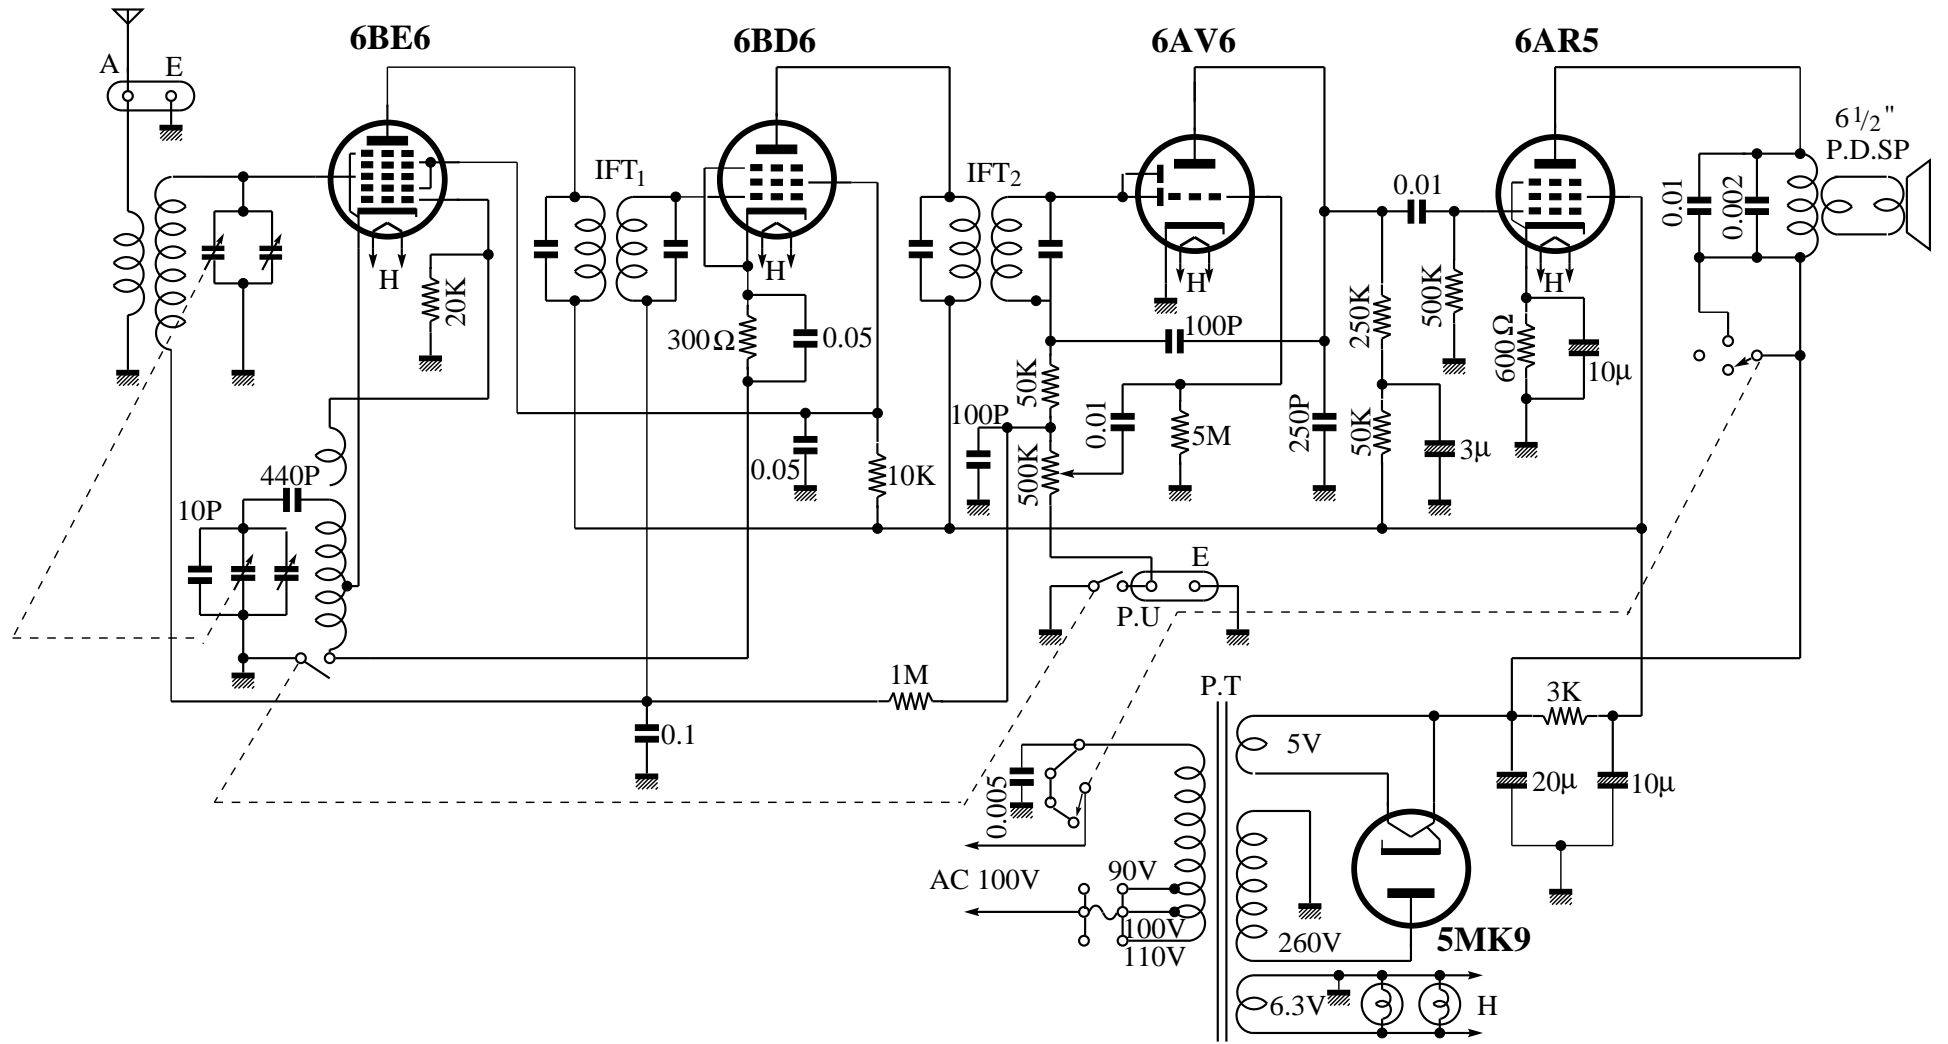 6BE6
6BD6
6AV6
6AR5
A
E
6 1/2"
P.D.SP
IFT1
IFT2
0.01
0.01
0.002
H
H
H
H
20K
300Ω
0.05
100P
250K
500K
600Ω
10μ
50K
100P
0.01
5M
250P
50K
3μ
440P
0.05
10K
500K
10P
E
P.U
1M
P.T
3K
0.1
5V
20μ
10μ
0.005
AC 100V
90V
100V
110V
260V
5MK9
6.3V
H